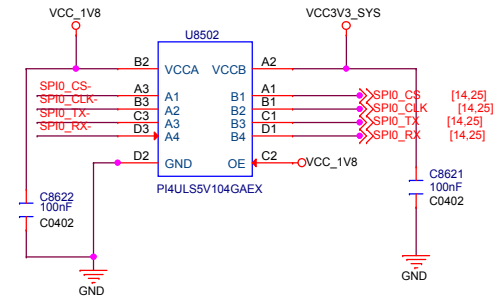 VCC_1V8
VCC3V3_SYS
U8502
B2 VCCA VCCB A2
SPI0_CS- A3 A1 B1 A1 SPI0_CS [14,25]
SPI0_CLK- B3 A2 B2 B1 SPI0_CLK [14,25]
SPI0_TX- C3 A3 B3 C1 SPI0_TX [14,25]
SPI0_RX- D3 A4 B4 D1 SPI0_RX [14,25]
D2 GND OE C2 VCC_1V8
PI4ULS5V104GAEX
C8622
100nF
C0402
C8621
100nF
C0402
GND
GND